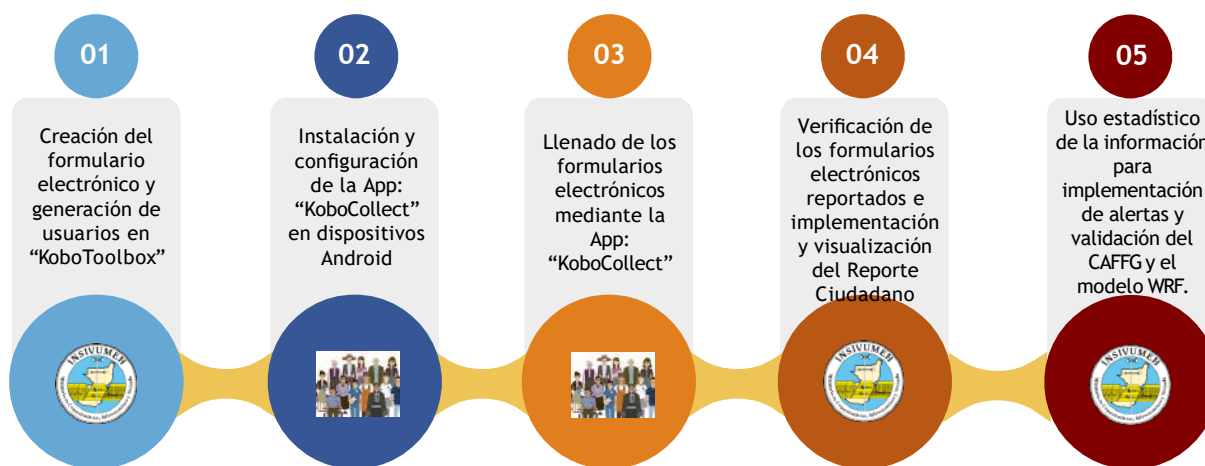 01
Creación del
formulario
electrónico y
generación de
usuarios en
“KoboToolbox”
INSIVUMEH
02
Instalación y
configuración
de la App:
“KoboCollect”
en dispositivos
Android
03
Llenado de los
formularios
electrónicos
mediante la
App:
“KoboCollect”
04
Verificación de
los formularios
electrónicos
reportados e
implementación
y visualización
del Reporte
Ciudadano
INSIVUMEH
05
Uso estadístico
de la información
para
implementación
de alertas y
validación del
CAFFG y el
modelo WRF.
INSIVUMEH